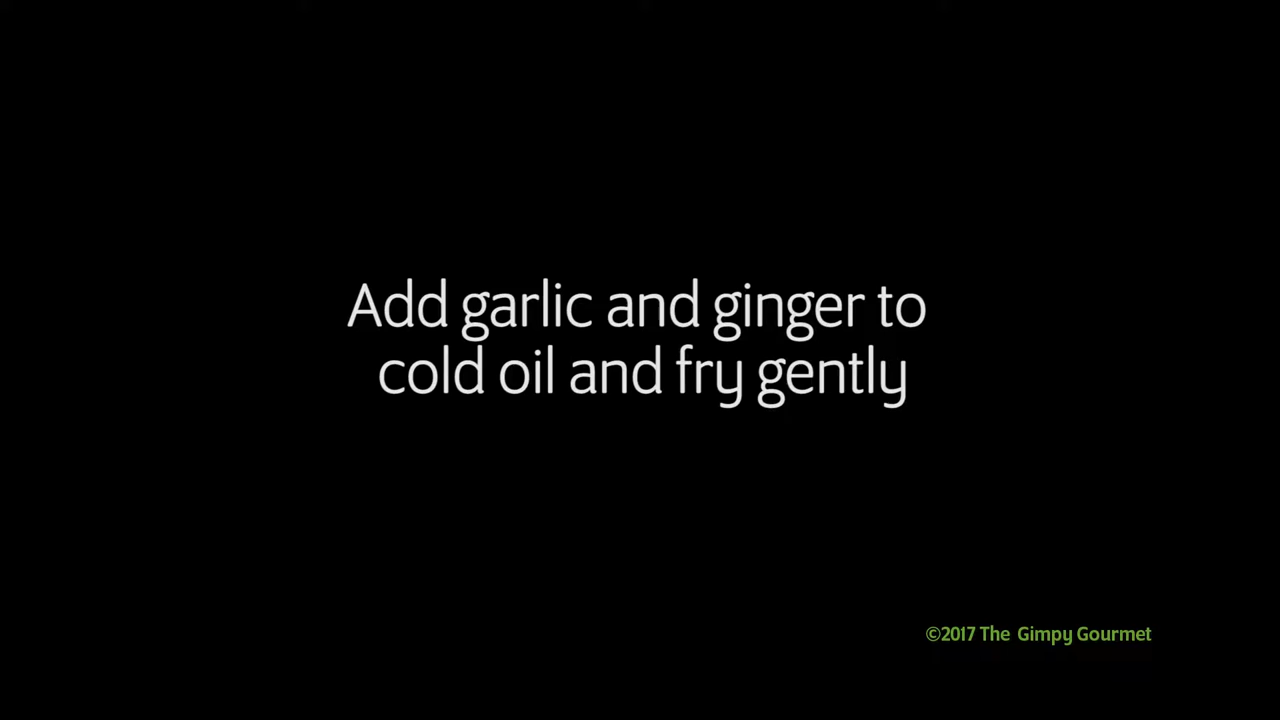 Add garlic and ginger to
cold oil and fry gently
©2017 The Gimpy Gourmet